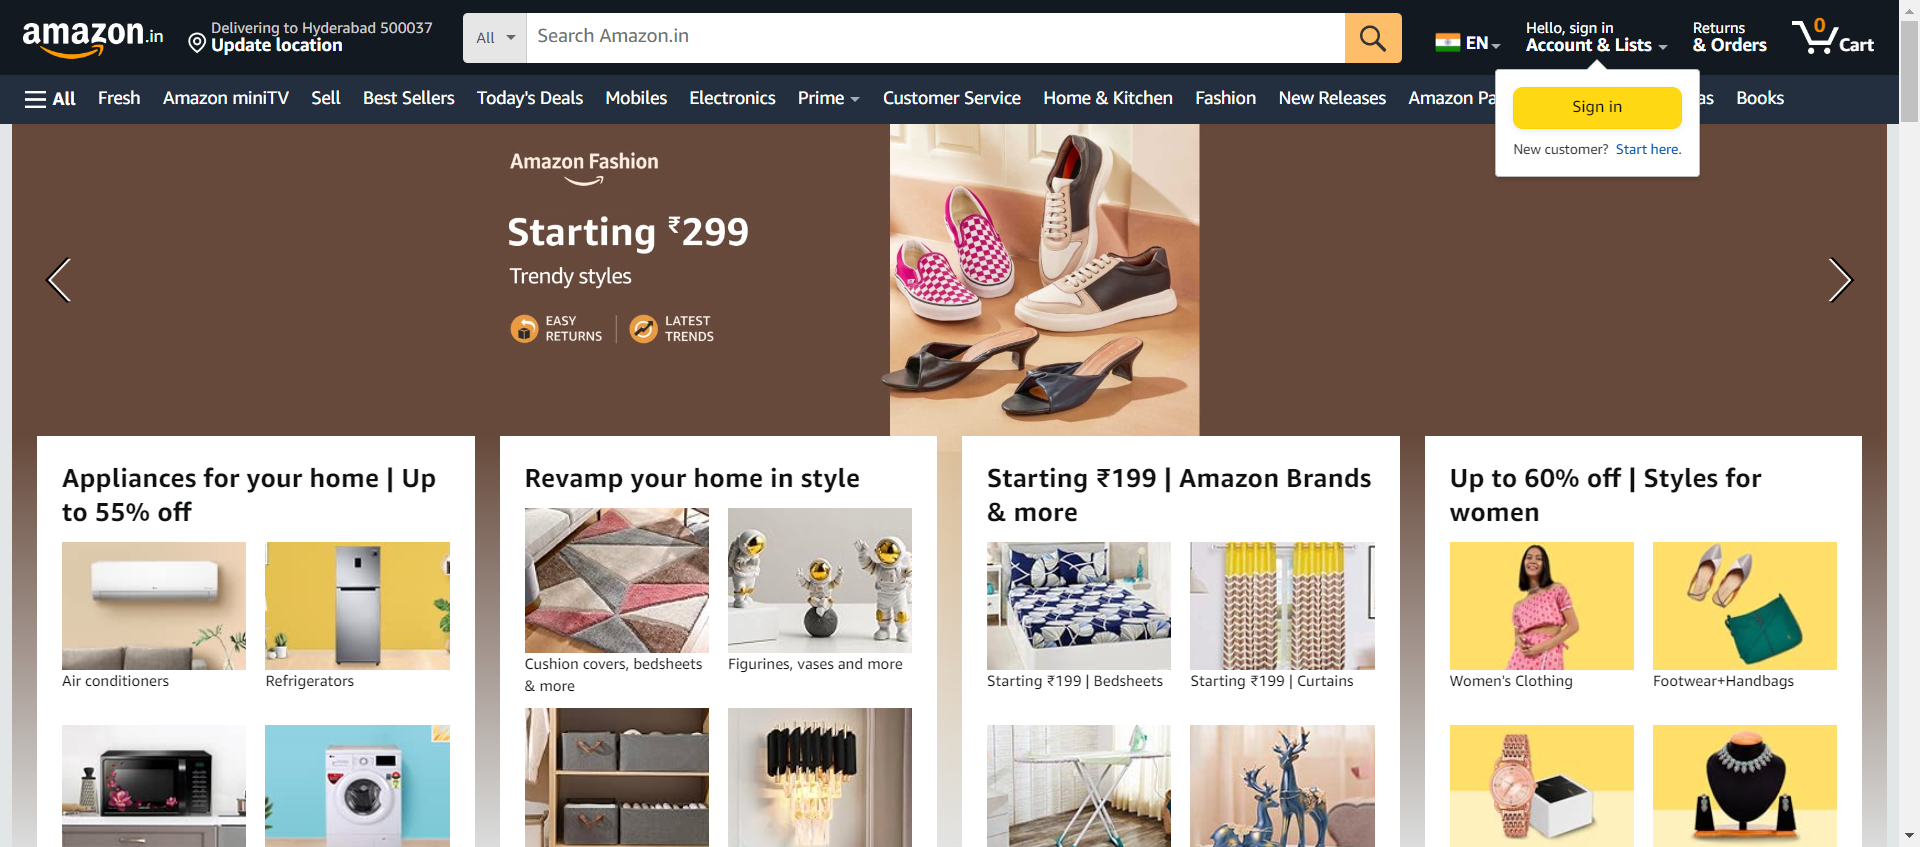 amazon.in
Delivering to Hyderabad 500037
Update location
All
Search Amazon.in
EN
Hello, sign in
Account & Lists
Returns
& Orders
0
Cart
All
Fresh
Amazon miniTV
Sell
Best Sellers
Today's Deals
Mobiles
Electronics
Prime
Customer Service
Home & Kitchen
Fashion
New Releases
Amazon Pa
as
Books
Sign in
New customer? Start here.
Amazon Fashion
Starting ₹299
Trendy styles
EASY
RETURNS
LATEST
TRENDS
Appliances for your home | Up
to 55% off
Air conditioners
Refrigerators
Revamp your home in style
Cushion covers, bedsheets
& more
Figurines, vases and more
Starting ₹199 | Amazon Brands
& more
Starting ₹199 | Bedsheets
Starting ₹199 | Curtains
Up to 60% off | Styles for
women
Women's Clothing
Footwear+Handbags